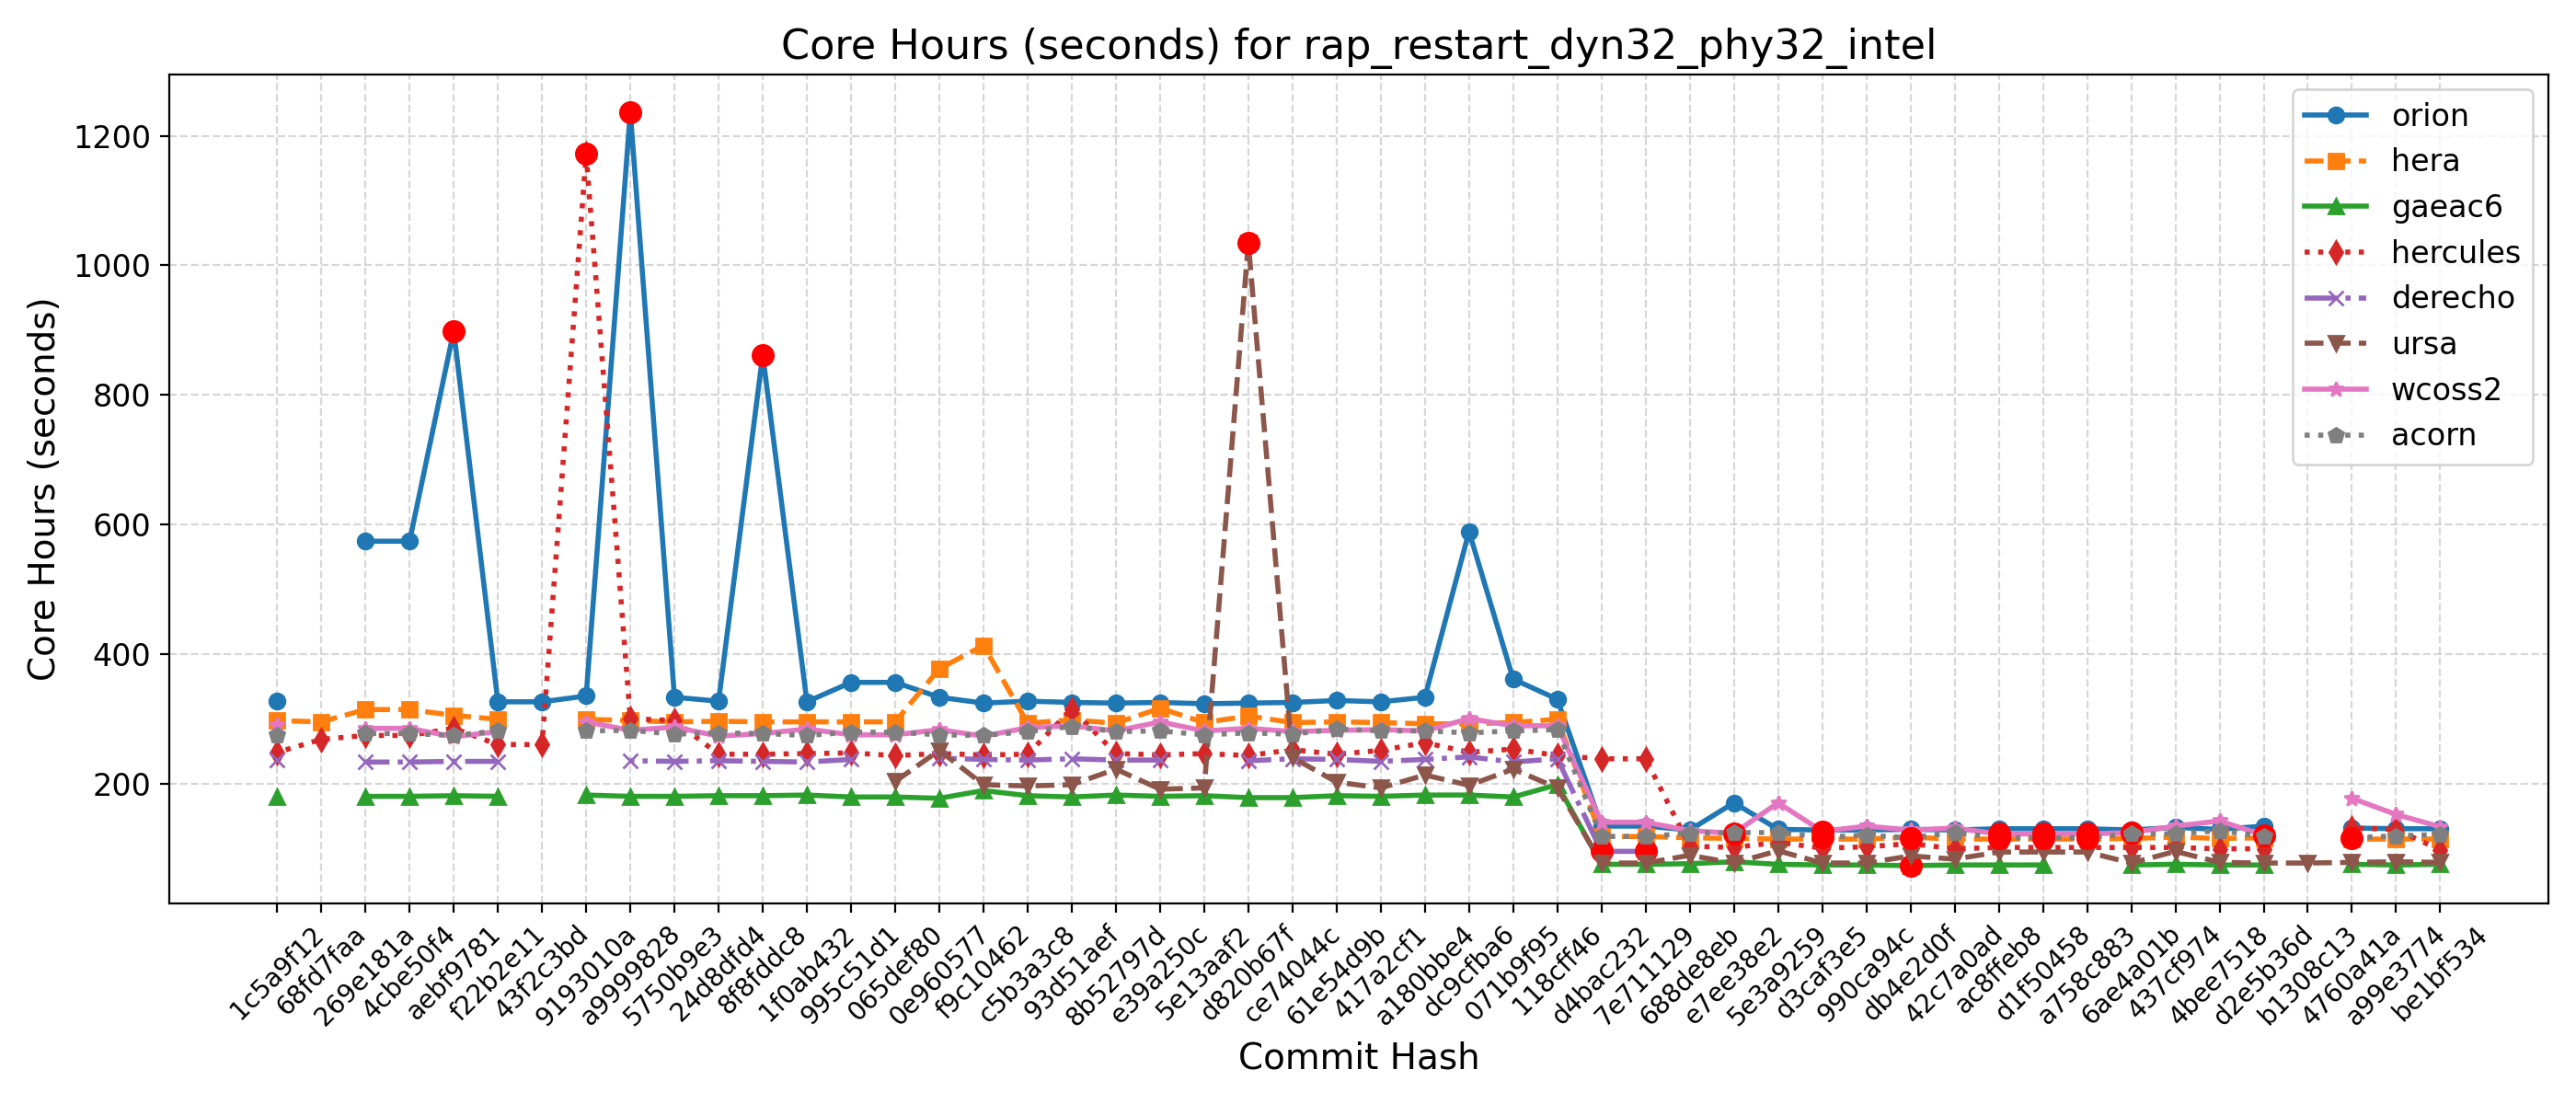 Core Hours (seconds) for rap_restart_dyn32_phy32_intel
Core Hours (seconds)
1200
1000
800
600
400
200
orion
hera
gaeac6
hercules
derecho
ursa
wcoss2
acorn
1c5a9f12
68fd7faa
269e181a
4cbe50f4
aebf9781
f22b2e11
43f2c3bd
9193010a
a9999828
5750b9e3
24d8dfd4
8f8fddc8
1f0ab432
995c51d1
065def80
0e960577
f9c10462
c5b3a3c8
93d51aef
8b52797d
e39a250c
5e13aaf2
d820b67f
ce74044c
61e54d9b
417a2cf1
a180bbe4
dc9cfba6
071b9f95
118cff46
d4bac232
7e711129
688de8eb
e7ee38e2
5e3a9259
d3caf3e5
990ca94c
db4e2d0f
42c7a0ad
ac8ffeb8
d1f50458
a758c883
6ae4a01b
437cf974
4bee7518
d2e5b36d
b1308c13
4760a41a
a99e3774
be1bf534
Commit Hash